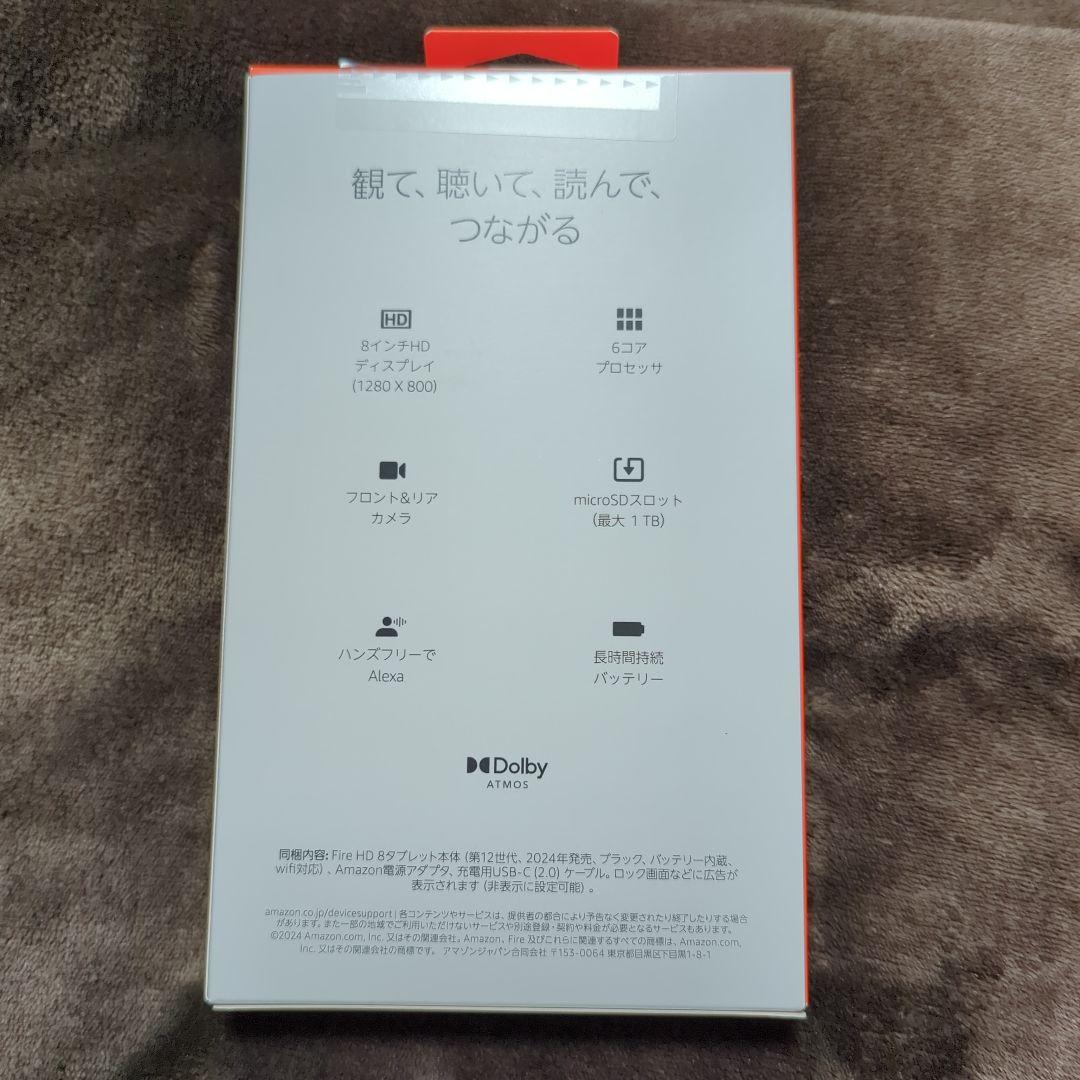 観て、聴いて、読んで、
つながる
HD
8インチHD
ディスプレイ
(1280 X 800)
6コア
プロセッサ
フロント&リア
カメラ
microSDスロット
(最大 1 TB)
ハンズフリーで
Alexa
長時間持続
バッテリー
Dolby
ATMOS
同梱内容: Fire HD 8タブレット本体 (第12世代、2024年発売、ブラック、バッテリー内蔵、
wifi対応) 、Amazon電源アダプタ、充電用USB-C (2.0) ケーブル。ロック画面などに広告が
表示されます (非表示に設定可能) 。
amazon.co.jp/devicesupport | 各コンテンツやサービスは、提供者の都合により予告なく変更されたり終了したりする場合
があります。また一部の地域でご利用いただけないサービスや別途登録・契約や料金が必要となるサービスもあります。
©2024 Amazon.com, Inc. 又はその関連会社。Amazon、Fire 及びこれらに関連するすべての商標は、Amazon.com,
Inc. 又はその関連会社の商標です。 アマゾンジャパン合同会社 〒153-0064 東京都目黒区下目黒1-8-1